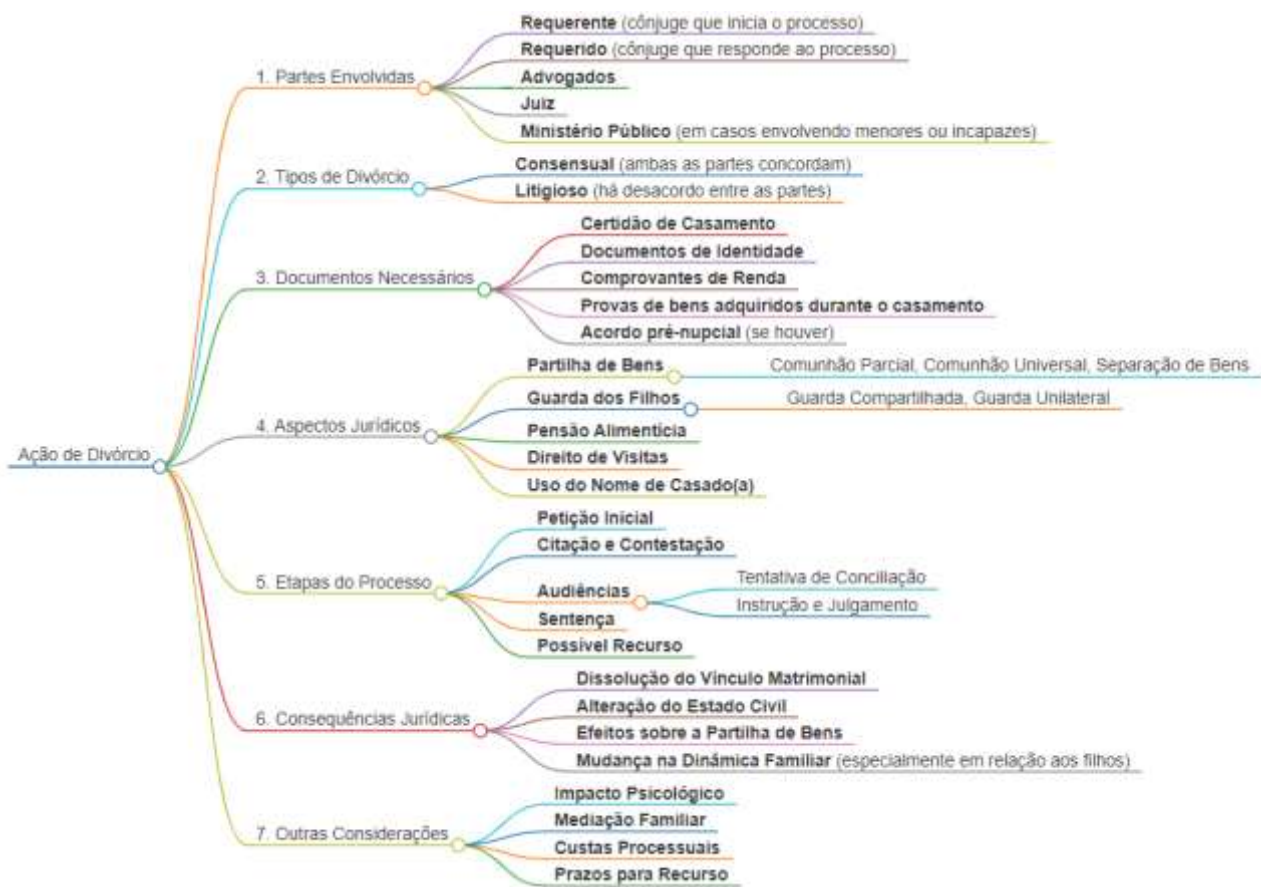 Ação de Divórcio
1. Partes Envolvidas
Requerente (cônjuge que inicia o processo)
Requerido (cônjuge que responde ao processo)
Advogados
Juiz
Ministério Público (em casos envolvendo menores ou incapazes)
2. Tipos de Divórcio
Consensual (ambas as partes concordam)
Litigioso (há desacordo entre as partes)
3. Documentos Necessários
Certidão de Casamento
Documentos de Identidade
Comprovantes de Renda
Provas de bens adquiridos durante o casamento
Acordo pré-nupcial (se houver)
4. Aspectos Jurídicos
Partilha de Bens
Comunhão Parcial, Comunhão Universal, Separação de Bens
Guarda dos Filhos
Guarda Compartilhada, Guarda Unilateral
Pensão Alimentícia
Direito de Visitas
Uso do Nome de Casado(a)
5. Etapas do Processo
Petição Inicial
Citação e Contestação
Audiências
Tentativa de Conciliação
Instrução e Julgamento
Sentença
Possível Recurso
6. Consequências Jurídicas
Dissolução do Vínculo Matrimonial
Alteração do Estado Civil
Efeitos sobre a Partilha de Bens
Mudança na Dinâmica Familiar (especialmente em relação aos filhos)
7. Outras Considerações
Impacto Psicológico
Mediação Familiar
Custas Processuais
Prazos para Recurso